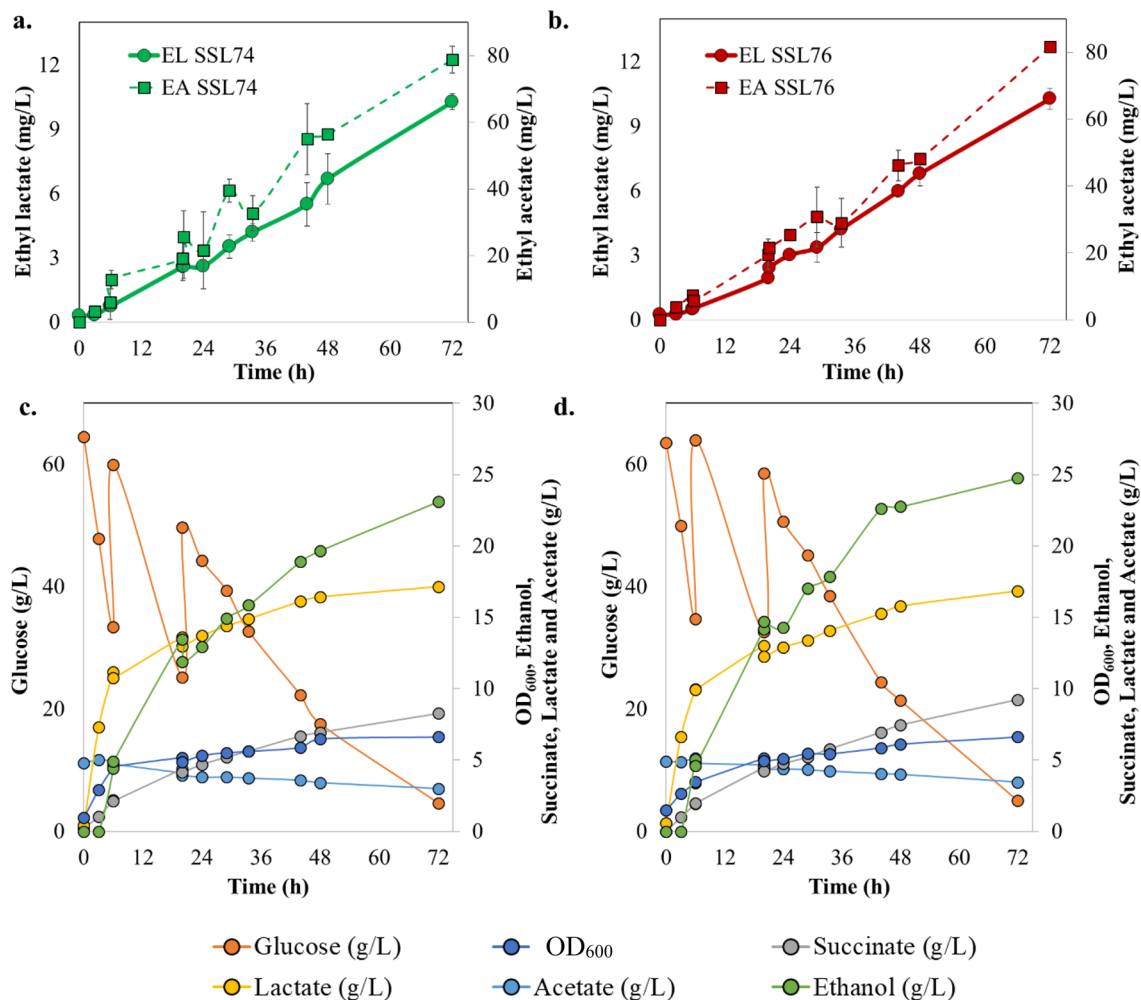 a.
EL SSL74
EA SSL74
Ethyl lactate (mg/L)
12
9
6
3
0
80
60
40
20
0
Ethyl acetate (mg/L)
0 12 24 36 48 60 72
Time (h)
b.
EL SSL76
EA SSL76
Ethyl lactate (mg/L)
12
9
6
3
0
80
60
40
20
0
Ethyl acetate (mg/L)
0 12 24 36 48 60 72
Time (h)
c.
Glucose (g/L)
60
40
20
0
30
25
20
15
10
5
0
OD600, Ethanol,
Succinate, Lactate and Acetate (g/L)
0 12 24 36 48 60 72
Time (h)
d.
Glucose (g/L)
60
40
20
0
30
25
20
15
10
5
0
OD600, Ethanol,
Succinate, Lactate and Acetate (g/L)
0 12 24 36 48 60 72
Time (h)
Glucose (g/L) OD600 Succinate (g/L)
Lactate (g/L) Acetate (g/L) Ethanol (g/L)